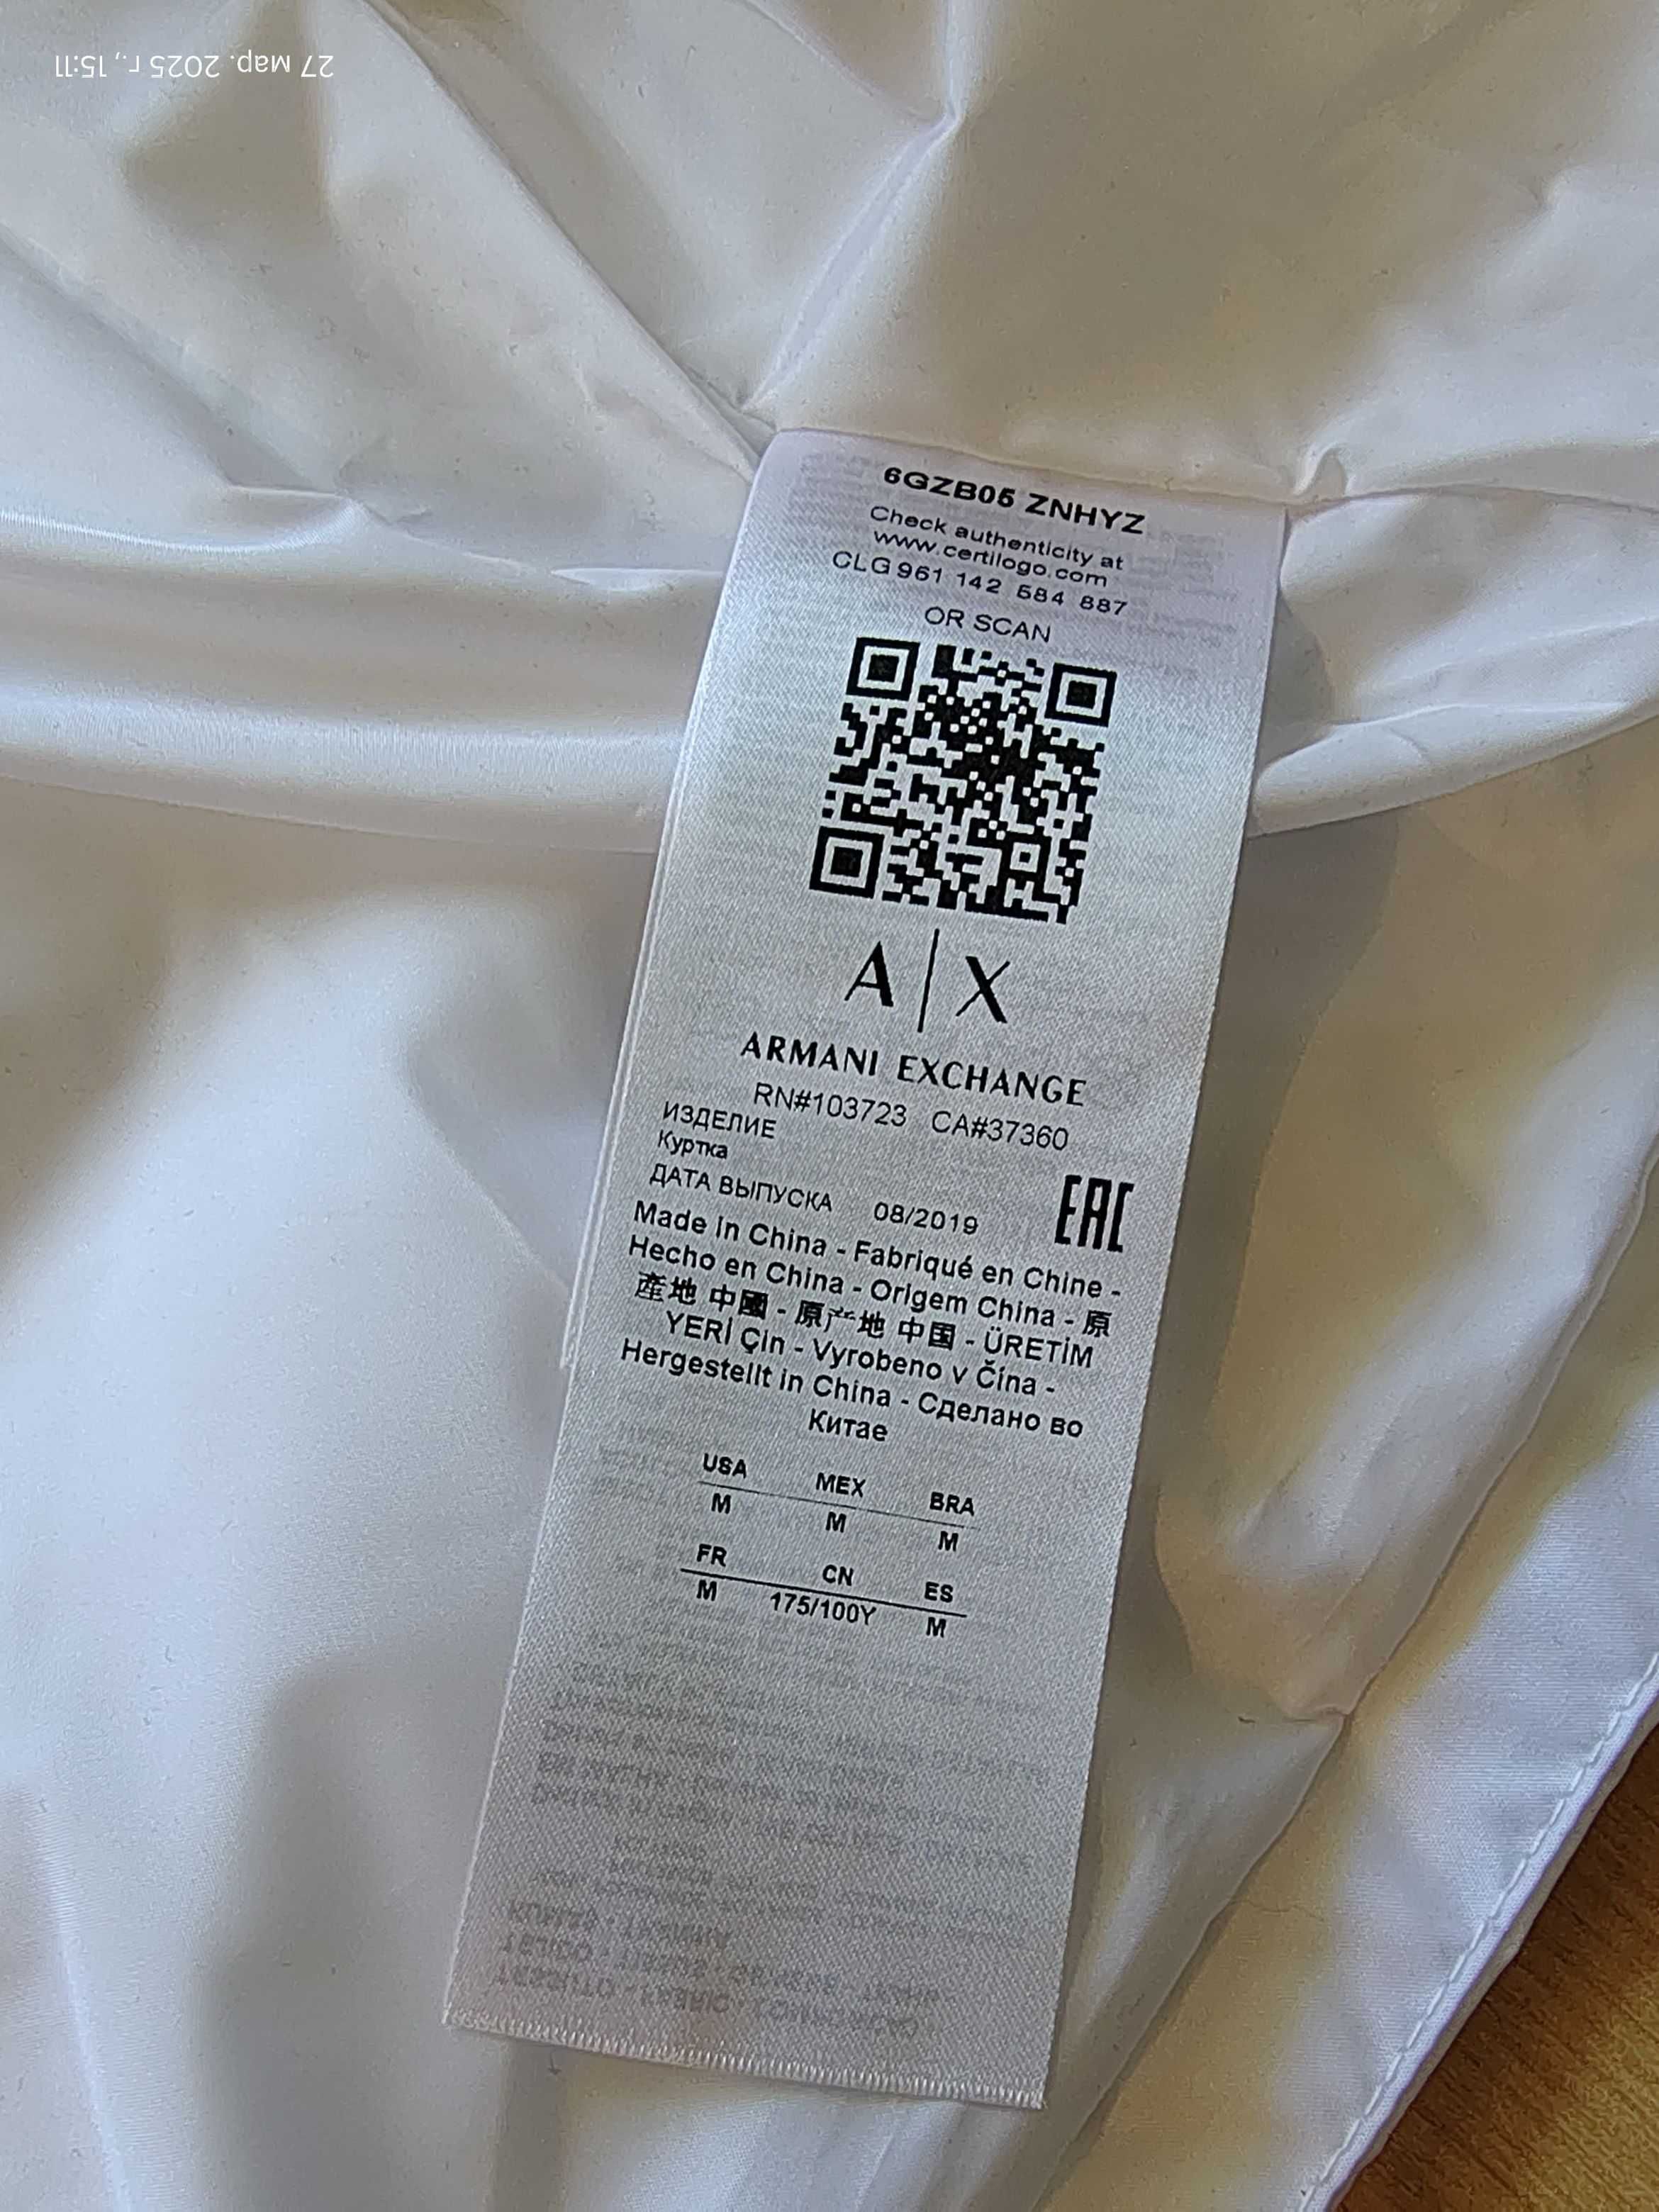 27 мар. 2025 г., 15:11
6GZB05 ZNHYZ
Check authenticity at
www.certilogo.com
CLG 961 142 584 887
OR SCAN
A|X
ARMANI EXCHANGE
RN#103723 CA#37360
ИЗДЕЛИЕ
Куртка
ДАТА ВЫПУСКА 08/2019
EAC
Made in China - Fabriqué en Chine -
Hecho en China - Origem China - 原
產地 中國 - 原产地 中国 - ÜRETİM
YERİ Çin - Vyrobeno v Čína -
Hergestellt in China - Сделано во
Китае
USA MEX BRA
M M M
FR CN ES
M 175/100Y M